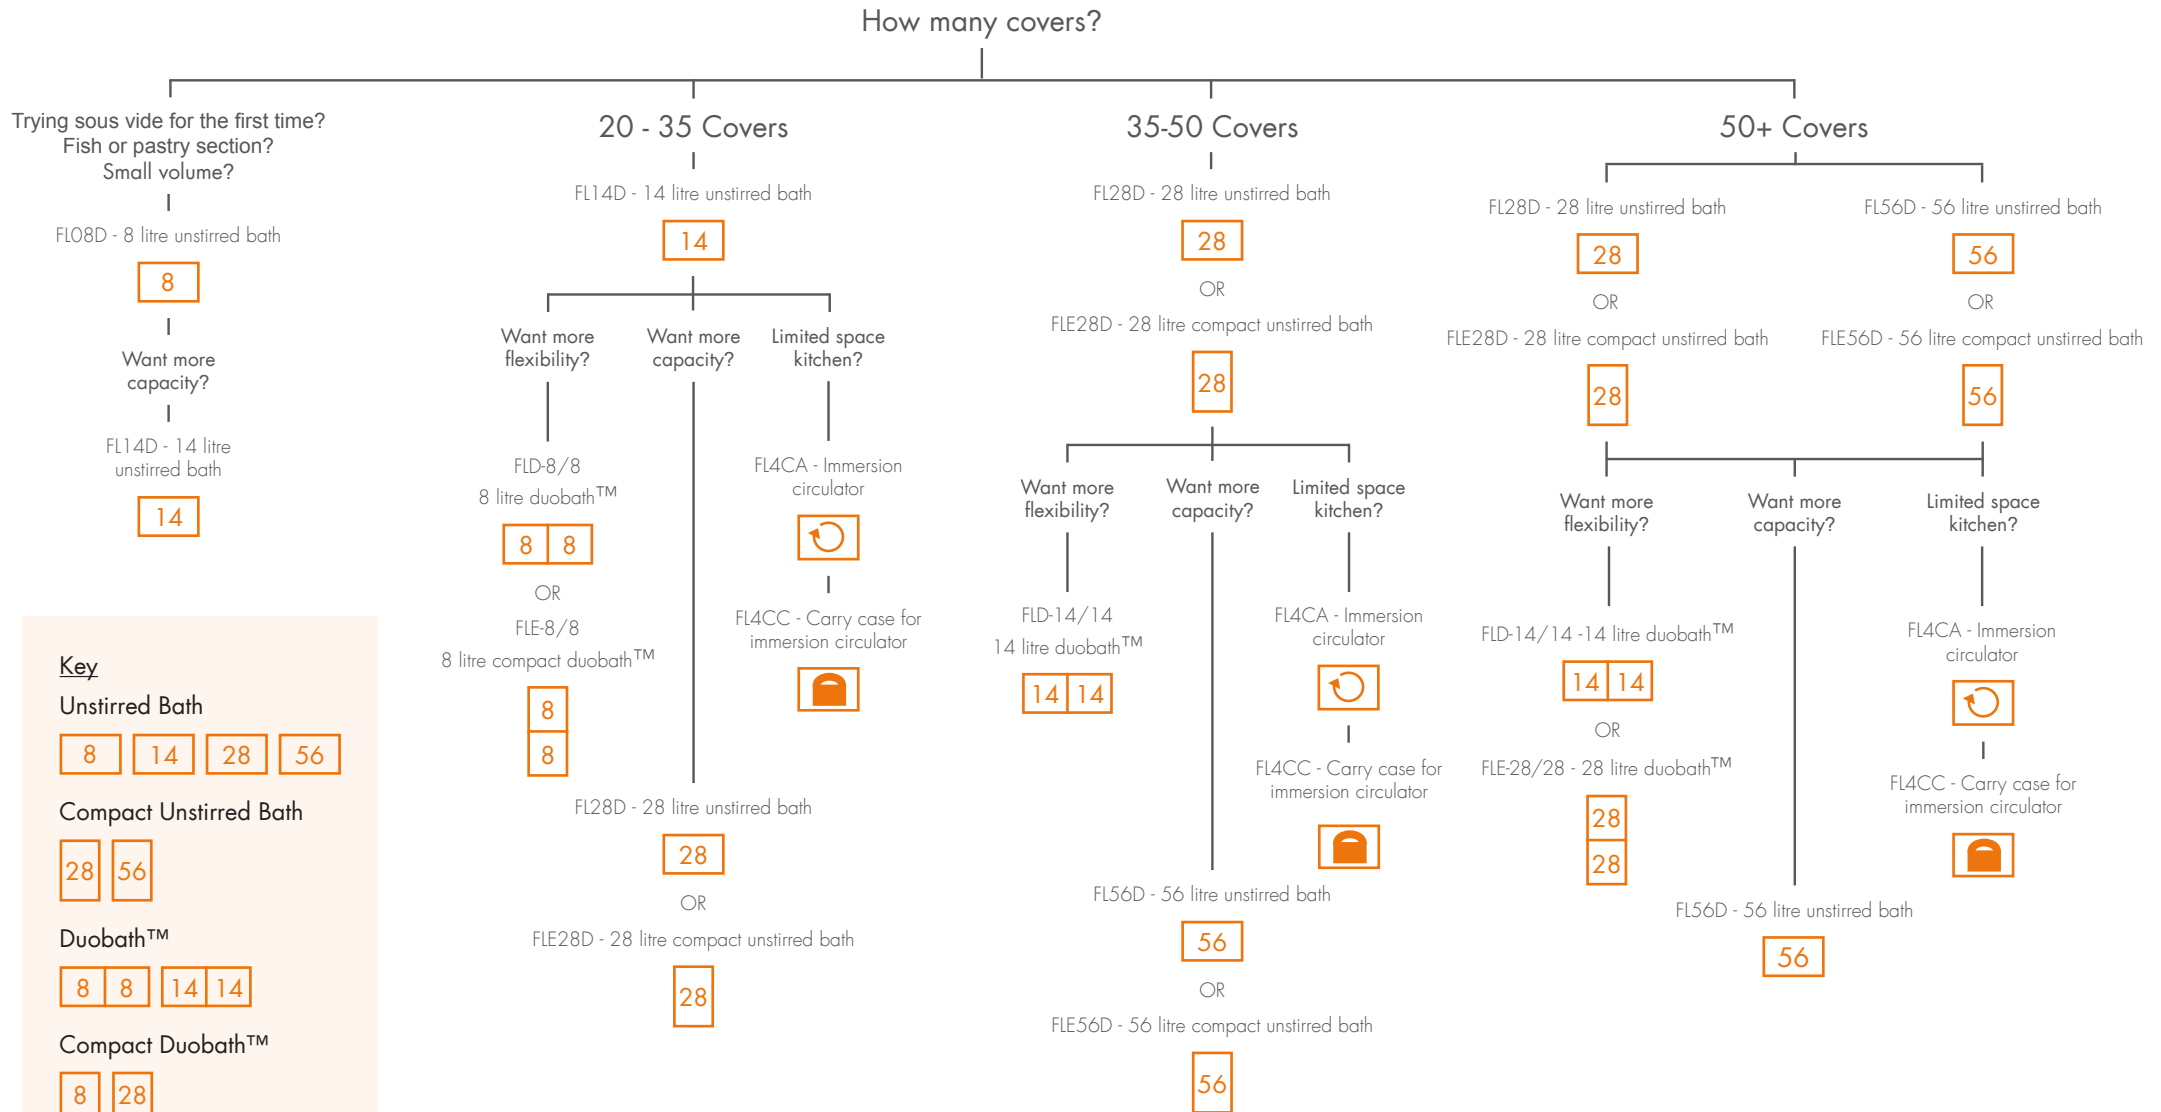 How many covers?
Trying sous vide for the first time?
Fish or pastry section?
Small volume?
FL08D - 8 litre unstirred bath
8
Want more
capacity?
FL14D - 14 litre
unstirred bath
14
20 - 35 Covers
FL14D - 14 litre unstirred bath
14
Want more
flexibility?
FLD-8/8
8 litre duobath™
8 8
OR
FLE-8/8
8 litre compact duobath™
8
8
Want more
capacity?
FL28D - 28 litre unstirred bath
28
OR
FLE28D - 28 litre compact unstirred bath
28
Limited space
kitchen?
FL4CA - Immersion
circulator
FL4CC - Carry case for
immersion circulator
35-50 Covers
FL28D - 28 litre unstirred bath
28
OR
FLE28D - 28 litre compact unstirred bath
28
Want more
flexibility?
FLD-14/14
14 litre duobath™
14 14
Want more
capacity?
FL56D - 56 litre unstirred bath
56
OR
FLE56D - 56 litre compact unstirred bath
56
Limited space
kitchen?
FL4CA - Immersion
circulator
FL4CC - Carry case for
immersion circulator
50+ Covers
FL28D - 28 litre unstirred bath
28
OR
FLE28D - 28 litre compact unstirred bath
28
FL56D - 56 litre unstirred bath
56
OR
FLE56D - 56 litre compact unstirred bath
56
Want more
flexibility?
FLD-14/14 -14 litre duobath™
14 14
OR
FLE-28/28 - 28 litre duobath™
28
28
Want more
capacity?
FL56D - 56 litre unstirred bath
56
Limited space
kitchen?
FL4CA - Immersion
circulator
FL4CC - Carry case for
immersion circulator
Key
Unstirred Bath
8 14 28 56
Compact Unstirred Bath
28 56
Duobath™
8 8 14 14
Compact Duobath™
8 28